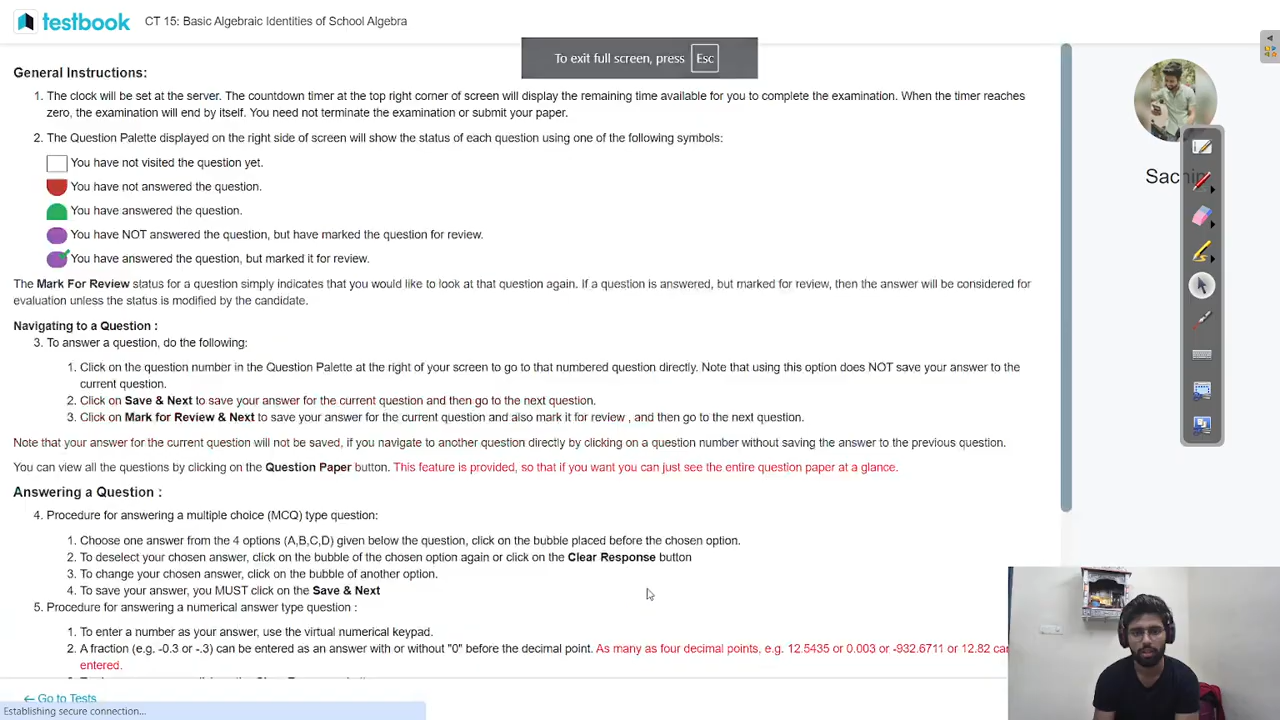 testbook
CT 15: Basic Algebraic Identities of School Algebra
To exit full screen, press Esc
General Instructions:
1. The clock will be set at the server. The countdown timer at the top right corner of screen will display the remaining time available for you to complete the examination. When the timer reaches
zero, the examination will end by itself. You need not terminate the examination or submit your paper.
2. The Question Palette displayed on the right side of screen will show the status of each question using one of the following symbols:
You have not visited the question yet.
You have not answered the question.
You have answered the question.
You have NOT answered the question, but have marked the question for review.
You have answered the question, but marked it for review.
The Mark For Review status for a question simply indicates that you would like to look at that question again. If a question is answered, but marked for review, then the answer will be considered for
evaluation unless the status is modified by the candidate.
Navigating to a Question :
3. To answer a question, do the following:
1. Click on the question number in the Question Palette at the right of your screen to go to that numbered question directly. Note that using this option does NOT save your answer to the
current question.
2. Click on Save & Next to save your answer for the current question and then go to the next question.
3. Click on Mark for Review & Next to save your answer for the current question and also mark it for review , and then go to the next question.
Note that your answer for the current question will not be saved, if you navigate to another question directly by clicking on a question number without saving the answer to the previous question.
You can view all the questions by clicking on the Question Paper button. This feature is provided, so that if you want you can just see the entire question paper at a glance.
Answering a Question :
4. Procedure for answering a multiple choice (MCQ) type question:
1. Choose one answer from the 4 options (A,B,C,D) given below the question, click on the bubble placed before the chosen option.
2. To deselect your chosen answer, click on the bubble of the chosen option again or click on the Clear Response button
3. To change your chosen answer, click on the bubble of another option.
4. To save your answer, you MUST click on the Save & Next
5. Procedure for answering a numerical answer type question :
1. To enter a number as your answer, use the virtual numerical keypad.
2. A fraction (e.g. -0.3 or -.3) can be entered as an answer with or without "0" before the decimal point. As many as four decimal points, e.g. 12.5435 or 0.003 or -932.6711 or 12.82 can
entered.
← Go to Tests
Establishing secure connection...